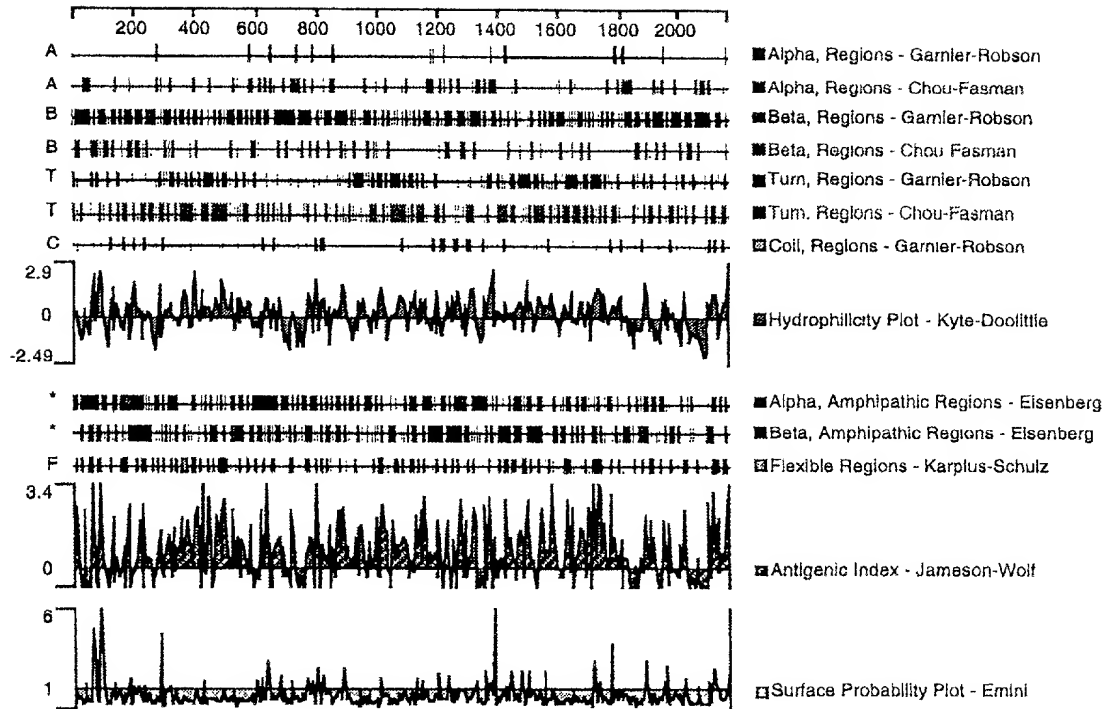 200 400 600 800 1000 1200 1400 1600 1800 2000
A Alpha, Regions - Garnier-Robson
A Alpha, Regions - Chou-Fasman
B Beta, Regions - Garnier-Robson
B Beta, Regions - Chou Fasman
T Turn, Regions - Garnier-Robson
T Turn. Regions - Chou-Fasman
C Coil, Regions - Garnier-Robson
2.9
0 Hydrophilicity Plot - Kyte-Doolittle
-2.49
* Alpha, Amphipathic Regions - Eisenberg
* Beta, Amphipathic Regions - Eisenberg
F Flexible Regions - Karplus-Schulz
3.4
0 Antigenic Index - Jameson-Wolf
6
1 Surface Probability Plot - Emini